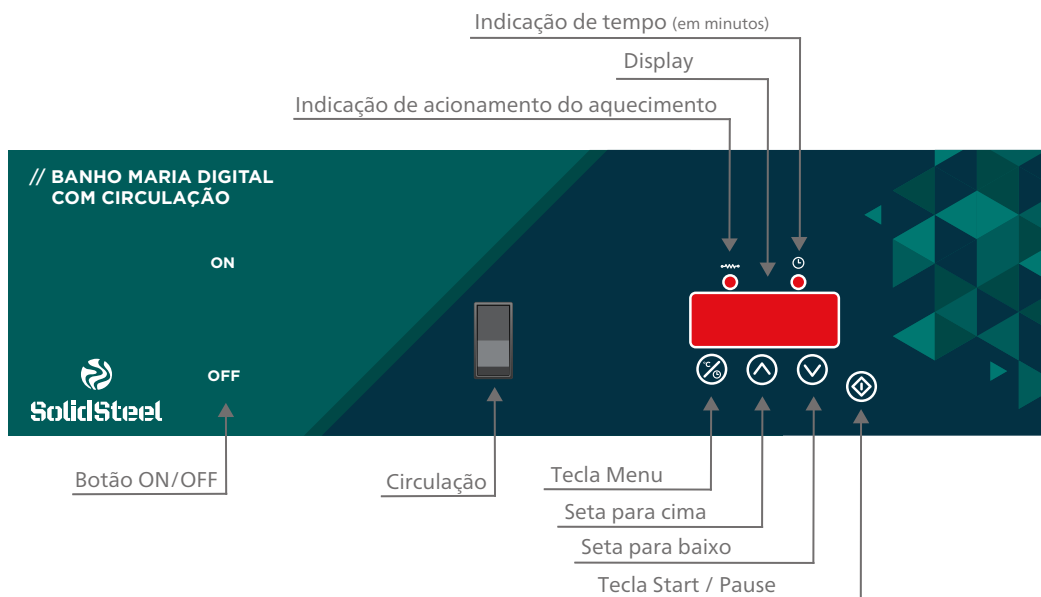 Indicação de tempo (em minutos)
Display
Indicação de acionamento do aquecimento
// BANHO MARIA DIGITAL
COM CIRCULAÇÃO
ON
OFF
SolidSteel
°C
Botão ON/OFF
Circulação
Tecla Menu
Seta para cima
Seta para baixo
Tecla Start / Pause